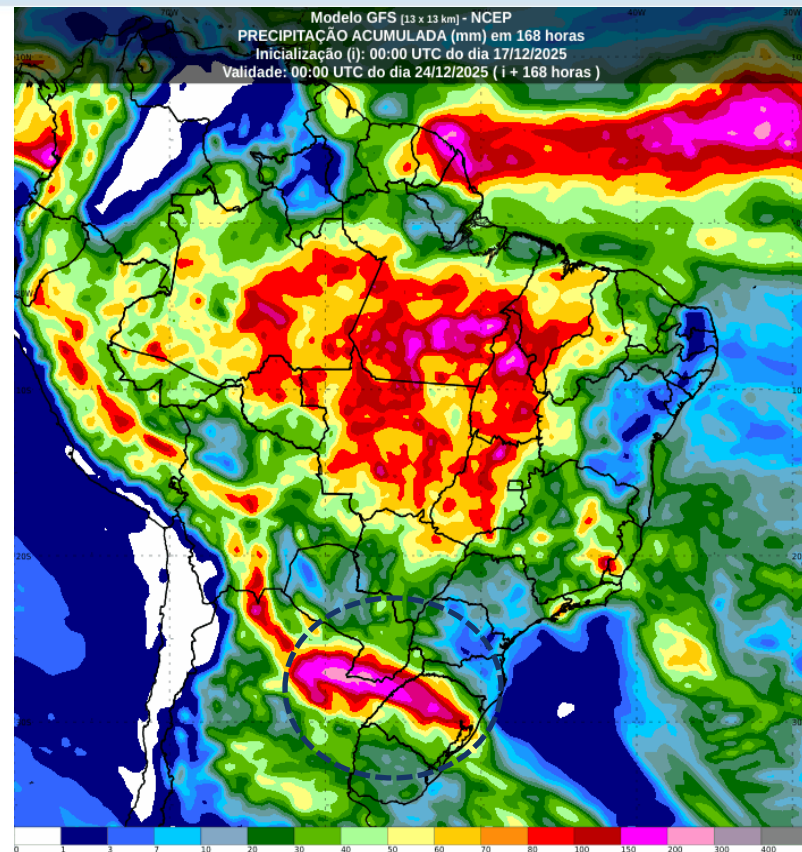 Modelo GFS [13 x 13 km] - NCEP
PRECIPITAÇÃO ACUMULADA (mm) em 168 horas
Inicialização (i): 00:00 UTC do dia 17/12/2025
Validade: 00:00 UTC do dia 24/12/2025 ( i + 168 horas )
0 1 3 7 10 20 30 40 50 60 70 80 100 150 200 300 400